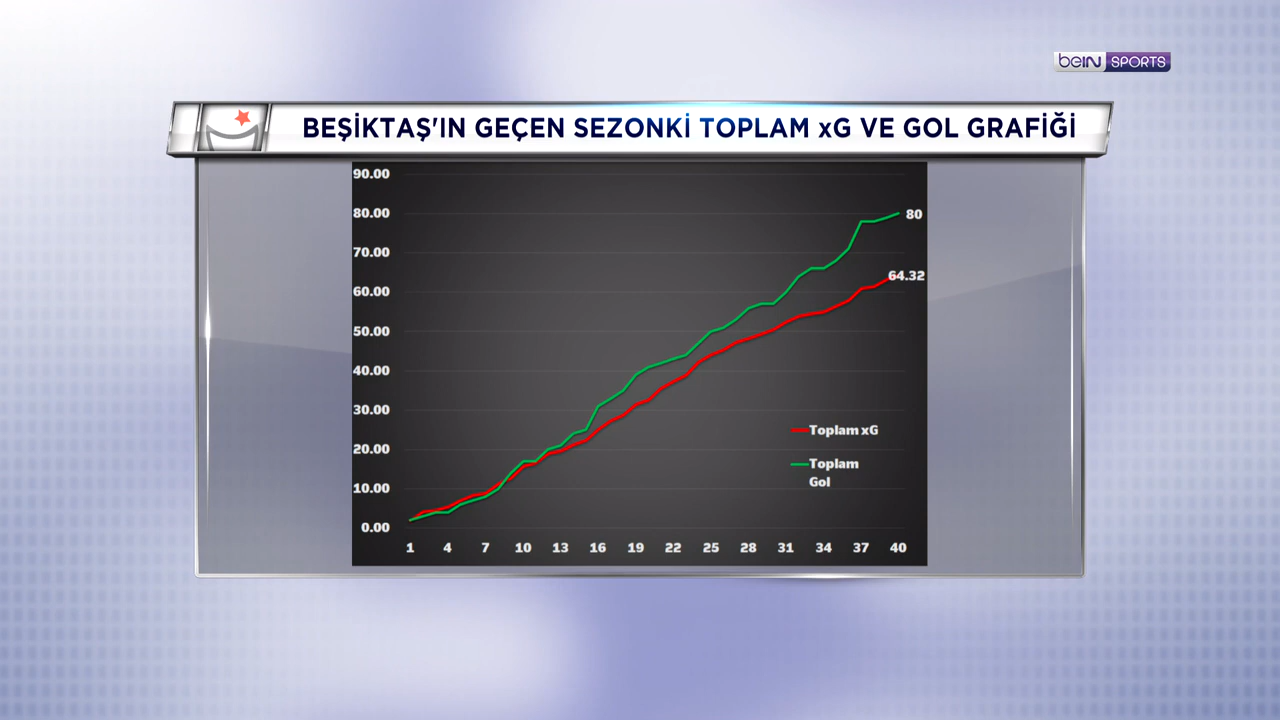 beIN SPORTS
BEŞİKTAŞ'IN GEÇEN SEZONKİ TOPLAM xG VE GOL GRAFİĞİ
90.00
80.00
70.00
60.00
50.00
40.00
30.00
20.00
10.00
0.00
80
64.32
Toplam xG
Toplam
Gol
1 4 7 10 13 16 19 22 25 28 31 34 37 40